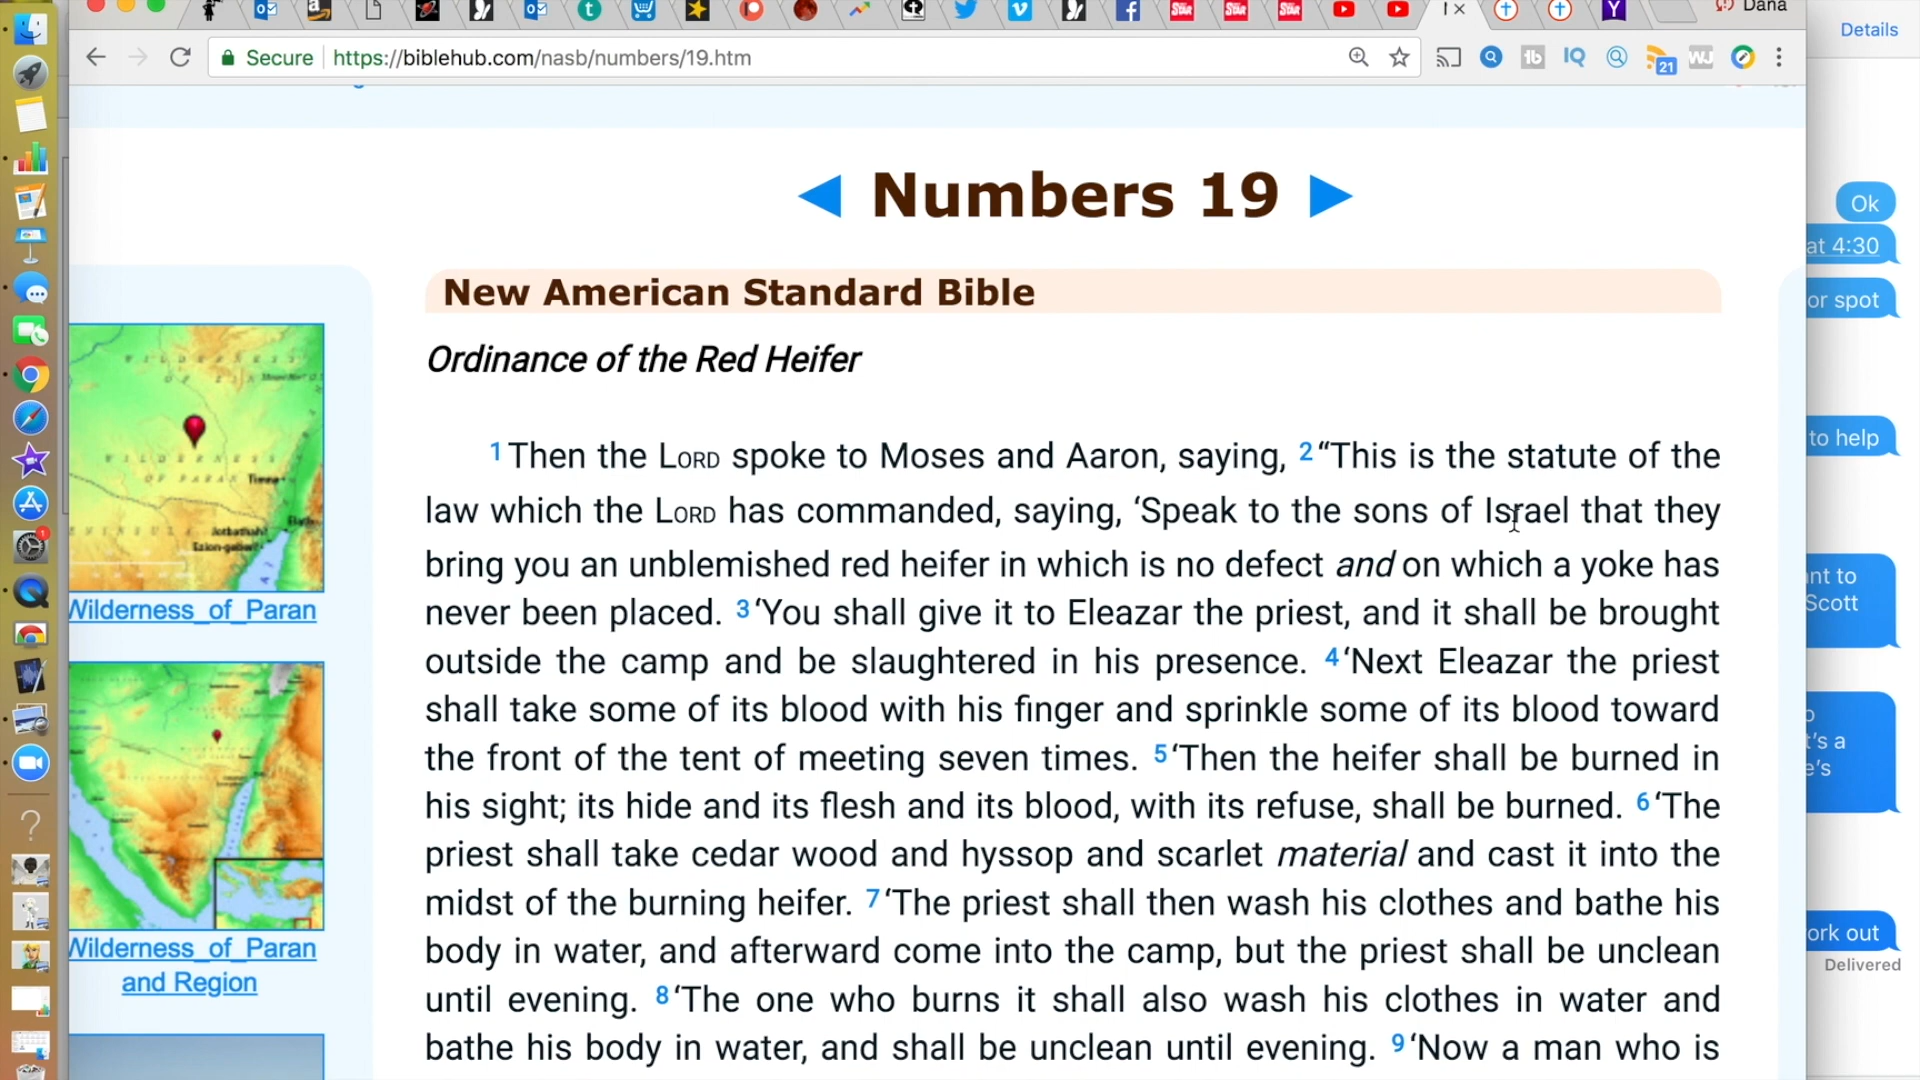 Dana
Details
Secure https://biblehub.com/nasb/numbers/19.htm
21
Numbers 19
New American Standard Bible
Ordinance of the Red Heifer
1 Then the LORD spoke to Moses and Aaron, saying, 2 “This is the statute of the
law which the LORD has commanded, saying, ‘Speak to the sons of Israel that they
bring you an unblemished red heifer in which is no defect and on which a yoke has
never been placed. 3 ‘You shall give it to Eleazar the priest, and it shall be brought
outside the camp and be slaughtered in his presence. 4 ‘Next Eleazar the priest
shall take some of its blood with his finger and sprinkle some of its blood toward
the front of the tent of meeting seven times. 5 ‘Then the heifer shall be burned in
his sight; its hide and its flesh and its blood, with its refuse, shall be burned. 6 ‘The
priest shall take cedar wood and hyssop and scarlet material and cast it into the
midst of the burning heifer. 7 ‘The priest shall then wash his clothes and bathe his
body in water, and afterward come into the camp, but the priest shall be unclean
until evening. 8 ‘The one who burns it shall also wash his clothes in water and
bathe his body in water, and shall be unclean until evening. 9 ‘Now a man who is
Wilderness_of_Paran
Wilderness_of_Paran
and Region
Ok
at 4:30
or spot
to help
to
Scott
a
ork out
Delivered